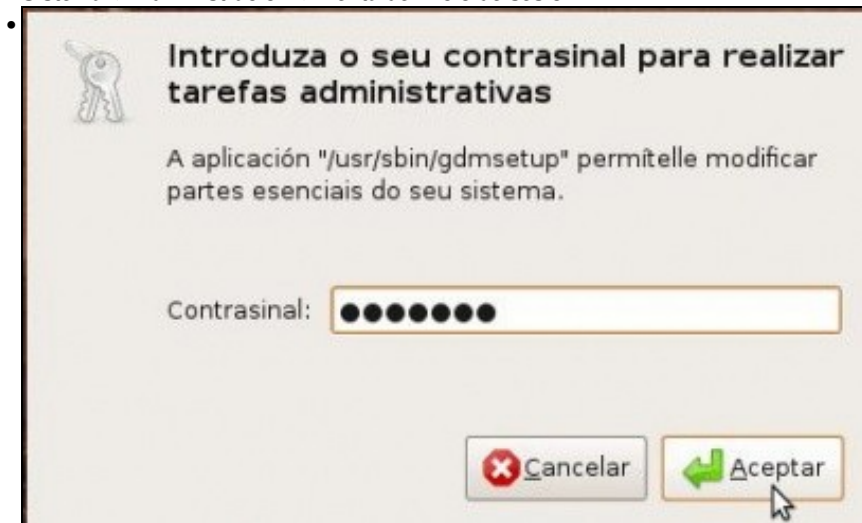 Introduza o seu contrasinal para realizar
tarefas administrativas
A aplicación "/usr/sbin/gdmsetup" permítelle modificar
partes esenciais do seu sistema.
Contrasinal: ●●●●●●●
Cancelar
Aceptar